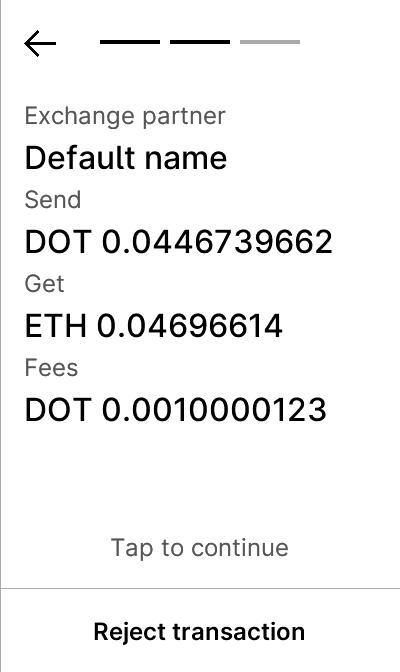 Exchange partner
Default name
Send
DOT 0.0446739662
Get
ETH 0.04696614
Fees
DOT 0.0010000123
Tap to continue
Reject transaction